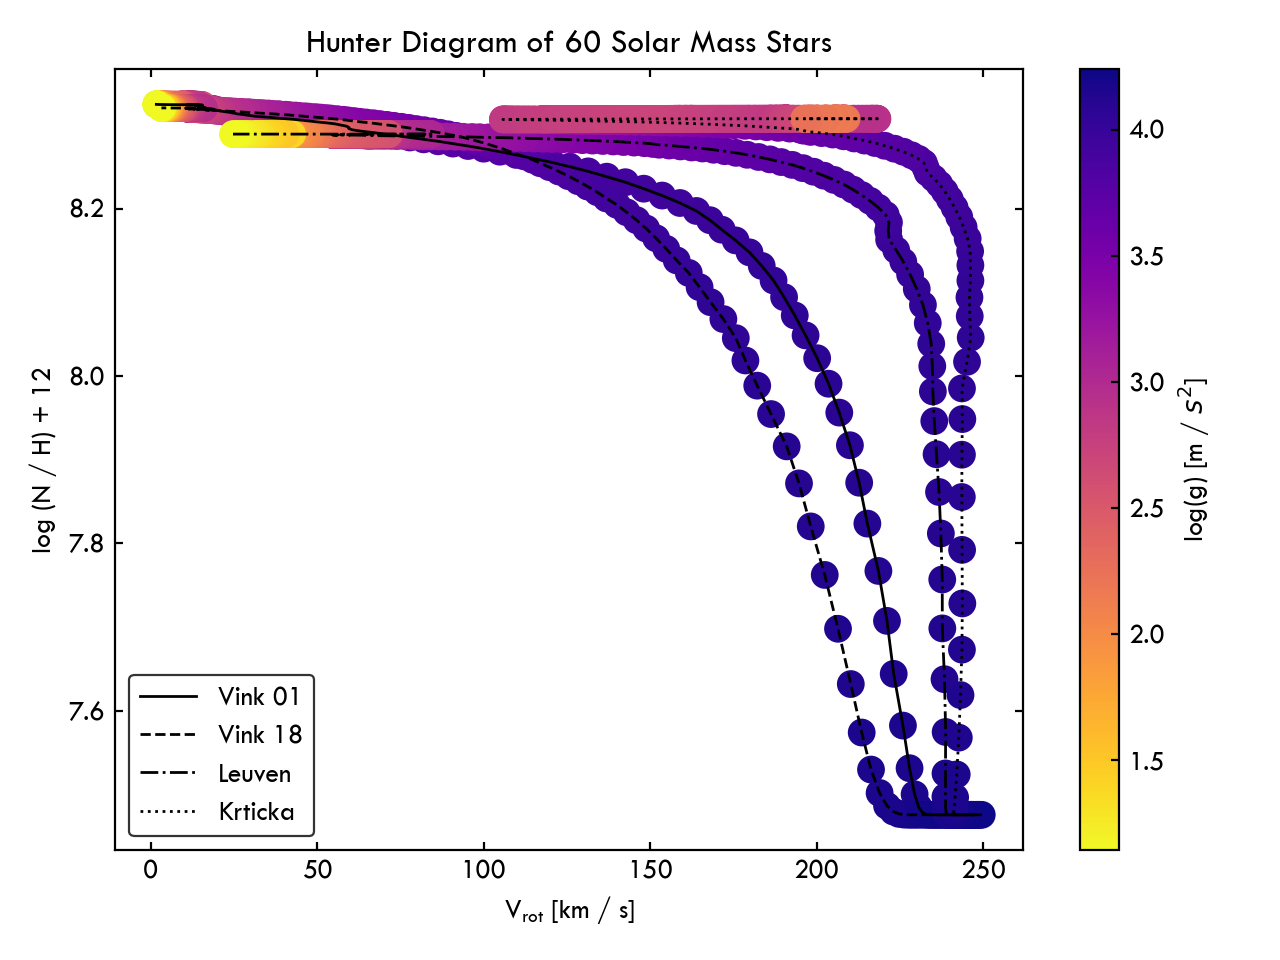 Hunter Diagram of 60 Solar Mass Stars
log (N / H) + 12
8.2
8.0
7.8
7.6
Vink 01
Vink 18
Leuven
Krticka
0 50 100 150 200 250
V_rot [km / s]
4.0
3.5
3.0
2.5
2.0
1.5
log(g) [m / s²]